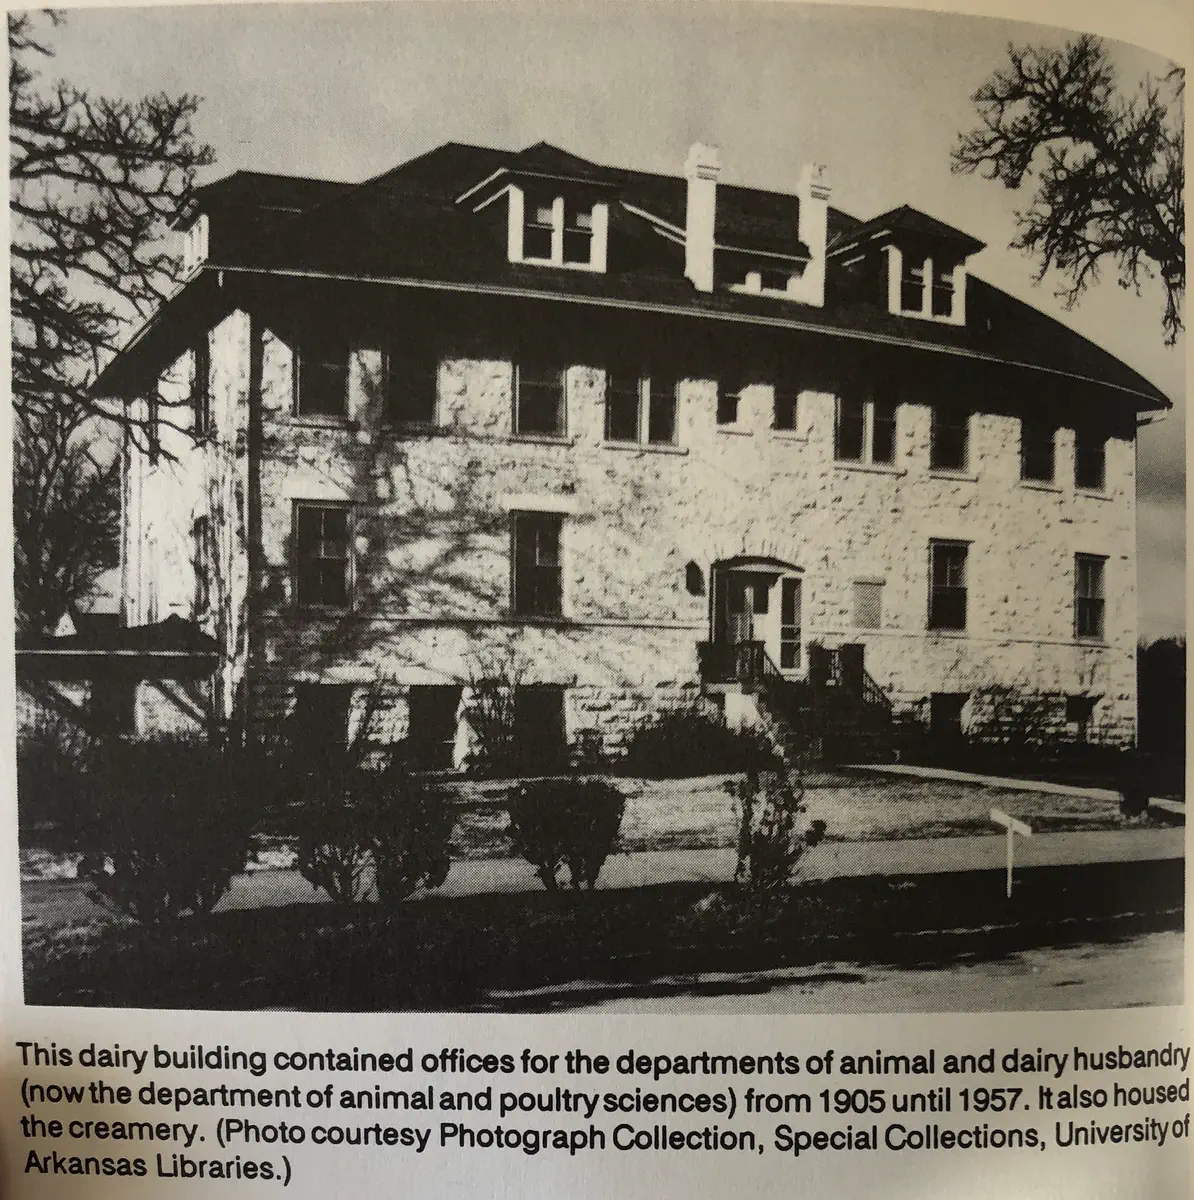 This dairy building contained offices for the departments of animal and dairy husbandry
(now the department of animal and poultry sciences) from 1905 until 1957. It also housed
the creamery. (Photo courtesy Photograph Collection, Special Collections, University of
Arkansas Libraries.)